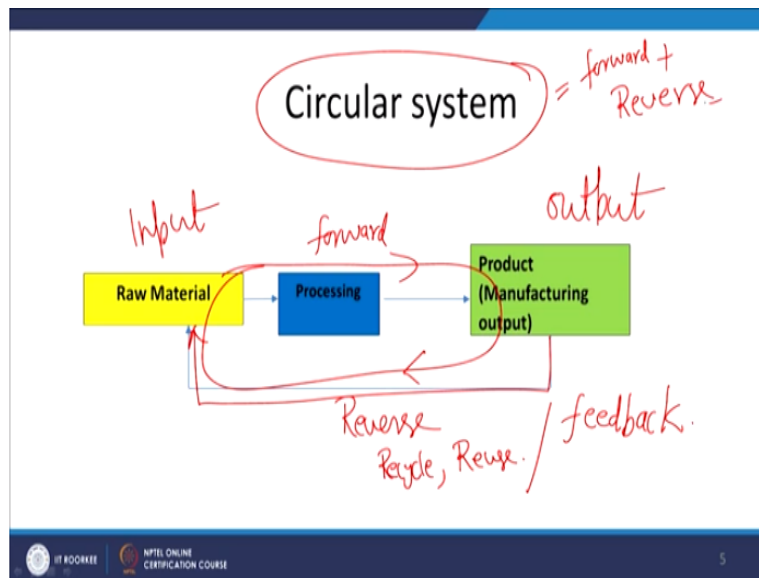 Circular system
= forward +
Reverse
Input
forward
output
Raw Material
Processing
Product
(Manufacturing
output)
Reverse
Recycle, Reuse.
/ feedback.
IIT ROORKEE
NPTEL ONLINE
CERTIFICATION COURSE
5